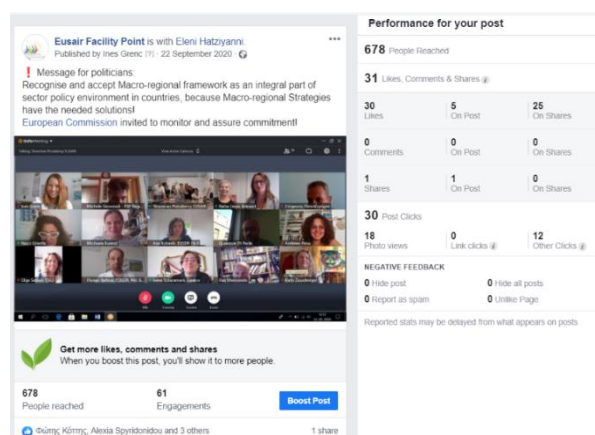 Eusair Facility Point is with Eleni Hatziyanni.
Published by Ines Grenc [?] · 22 September 2020 ·
❗ Message for politicians:
Recognise and accept Macro-regional framework as an integral part of
sector policy environment in countries, because Macro-regional Strategies
have the needed solutions!
European Commission invited to monitor and assure commitment!
Get more likes, comments and shares
When you boost this post, you'll show it to more people.
678
People reached
61
Engagements
Boost Post
Φώτης Κόττης, Alexia Spyridonidou and 3 others
1 share
Performance for your post
678 People Reached
31 Likes, Comments & Shares
30
Likes
5
On Post
25
On Shares
0
Comments
0
On Post
0
On Shares
1
Shares
1
On Post
0
On Shares
30 Post Clicks
18
Photo views
0
Link clicks
12
Other Clicks
NEGATIVE FEEDBACK
0 Hide post
0 Hide all posts
0 Report as spam
0 Unlike Page
Reported stats may be delayed from what appears on posts